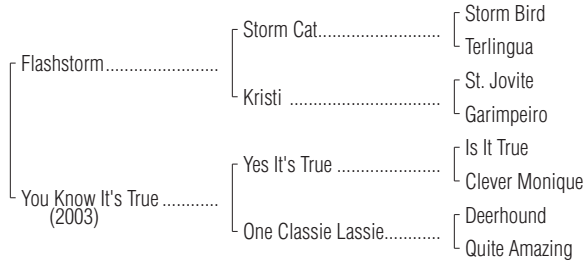 Storm Bird
Storm Cat..............................
Terlingua
Flashstorm.......................
St. Jovite
Kristi ......................................
Garimpeiro
Is It True
Yes It's True ..........................
Clever Monique
You Know It's True ............
(2003)
Deerhound
One Classie Lassie.............
Quite Amazing